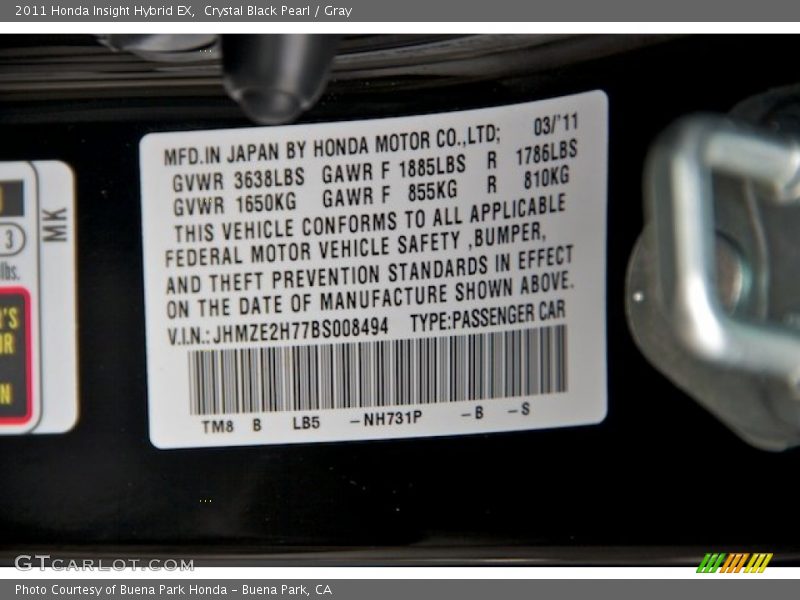 2011 Honda Insight Hybrid EX,  Crystal Black Pearl / Gray
MFD.IN JAPAN BY HONDA MOTOR CO.,LTD; 03/'11
GVWR 3638LBS GAWR F 1885LBS R 1786LBS
GVWR 1650KG GAWR F 855KG R 810KG
THIS VEHICLE CONFORMS TO ALL APPLICABLE
FEDERAL MOTOR VEHICLE SAFETY ,BUMPER,
AND THEFT PREVENTION STANDARDS IN EFFECT
ON THE DATE OF MANUFACTURE SHOWN ABOVE.
V.I.N.: JHMZE2H77BS008494 TYPE:PASSENGER CAR
TM8 B LB5 -NH731P -B -S
MK
3
lbs.
GTCARLOT.COM
Photo Courtesy of Buena Park Honda - Buena Park, CA